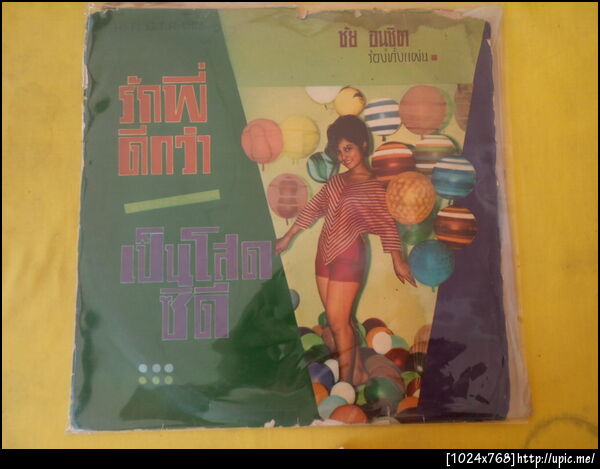 ชัย อนุชิต
ร้องทั้งแผ่น
รักพี่
ดีกว่า
เป็นโสด
ซิดี
[1024x768]http://upic.me/